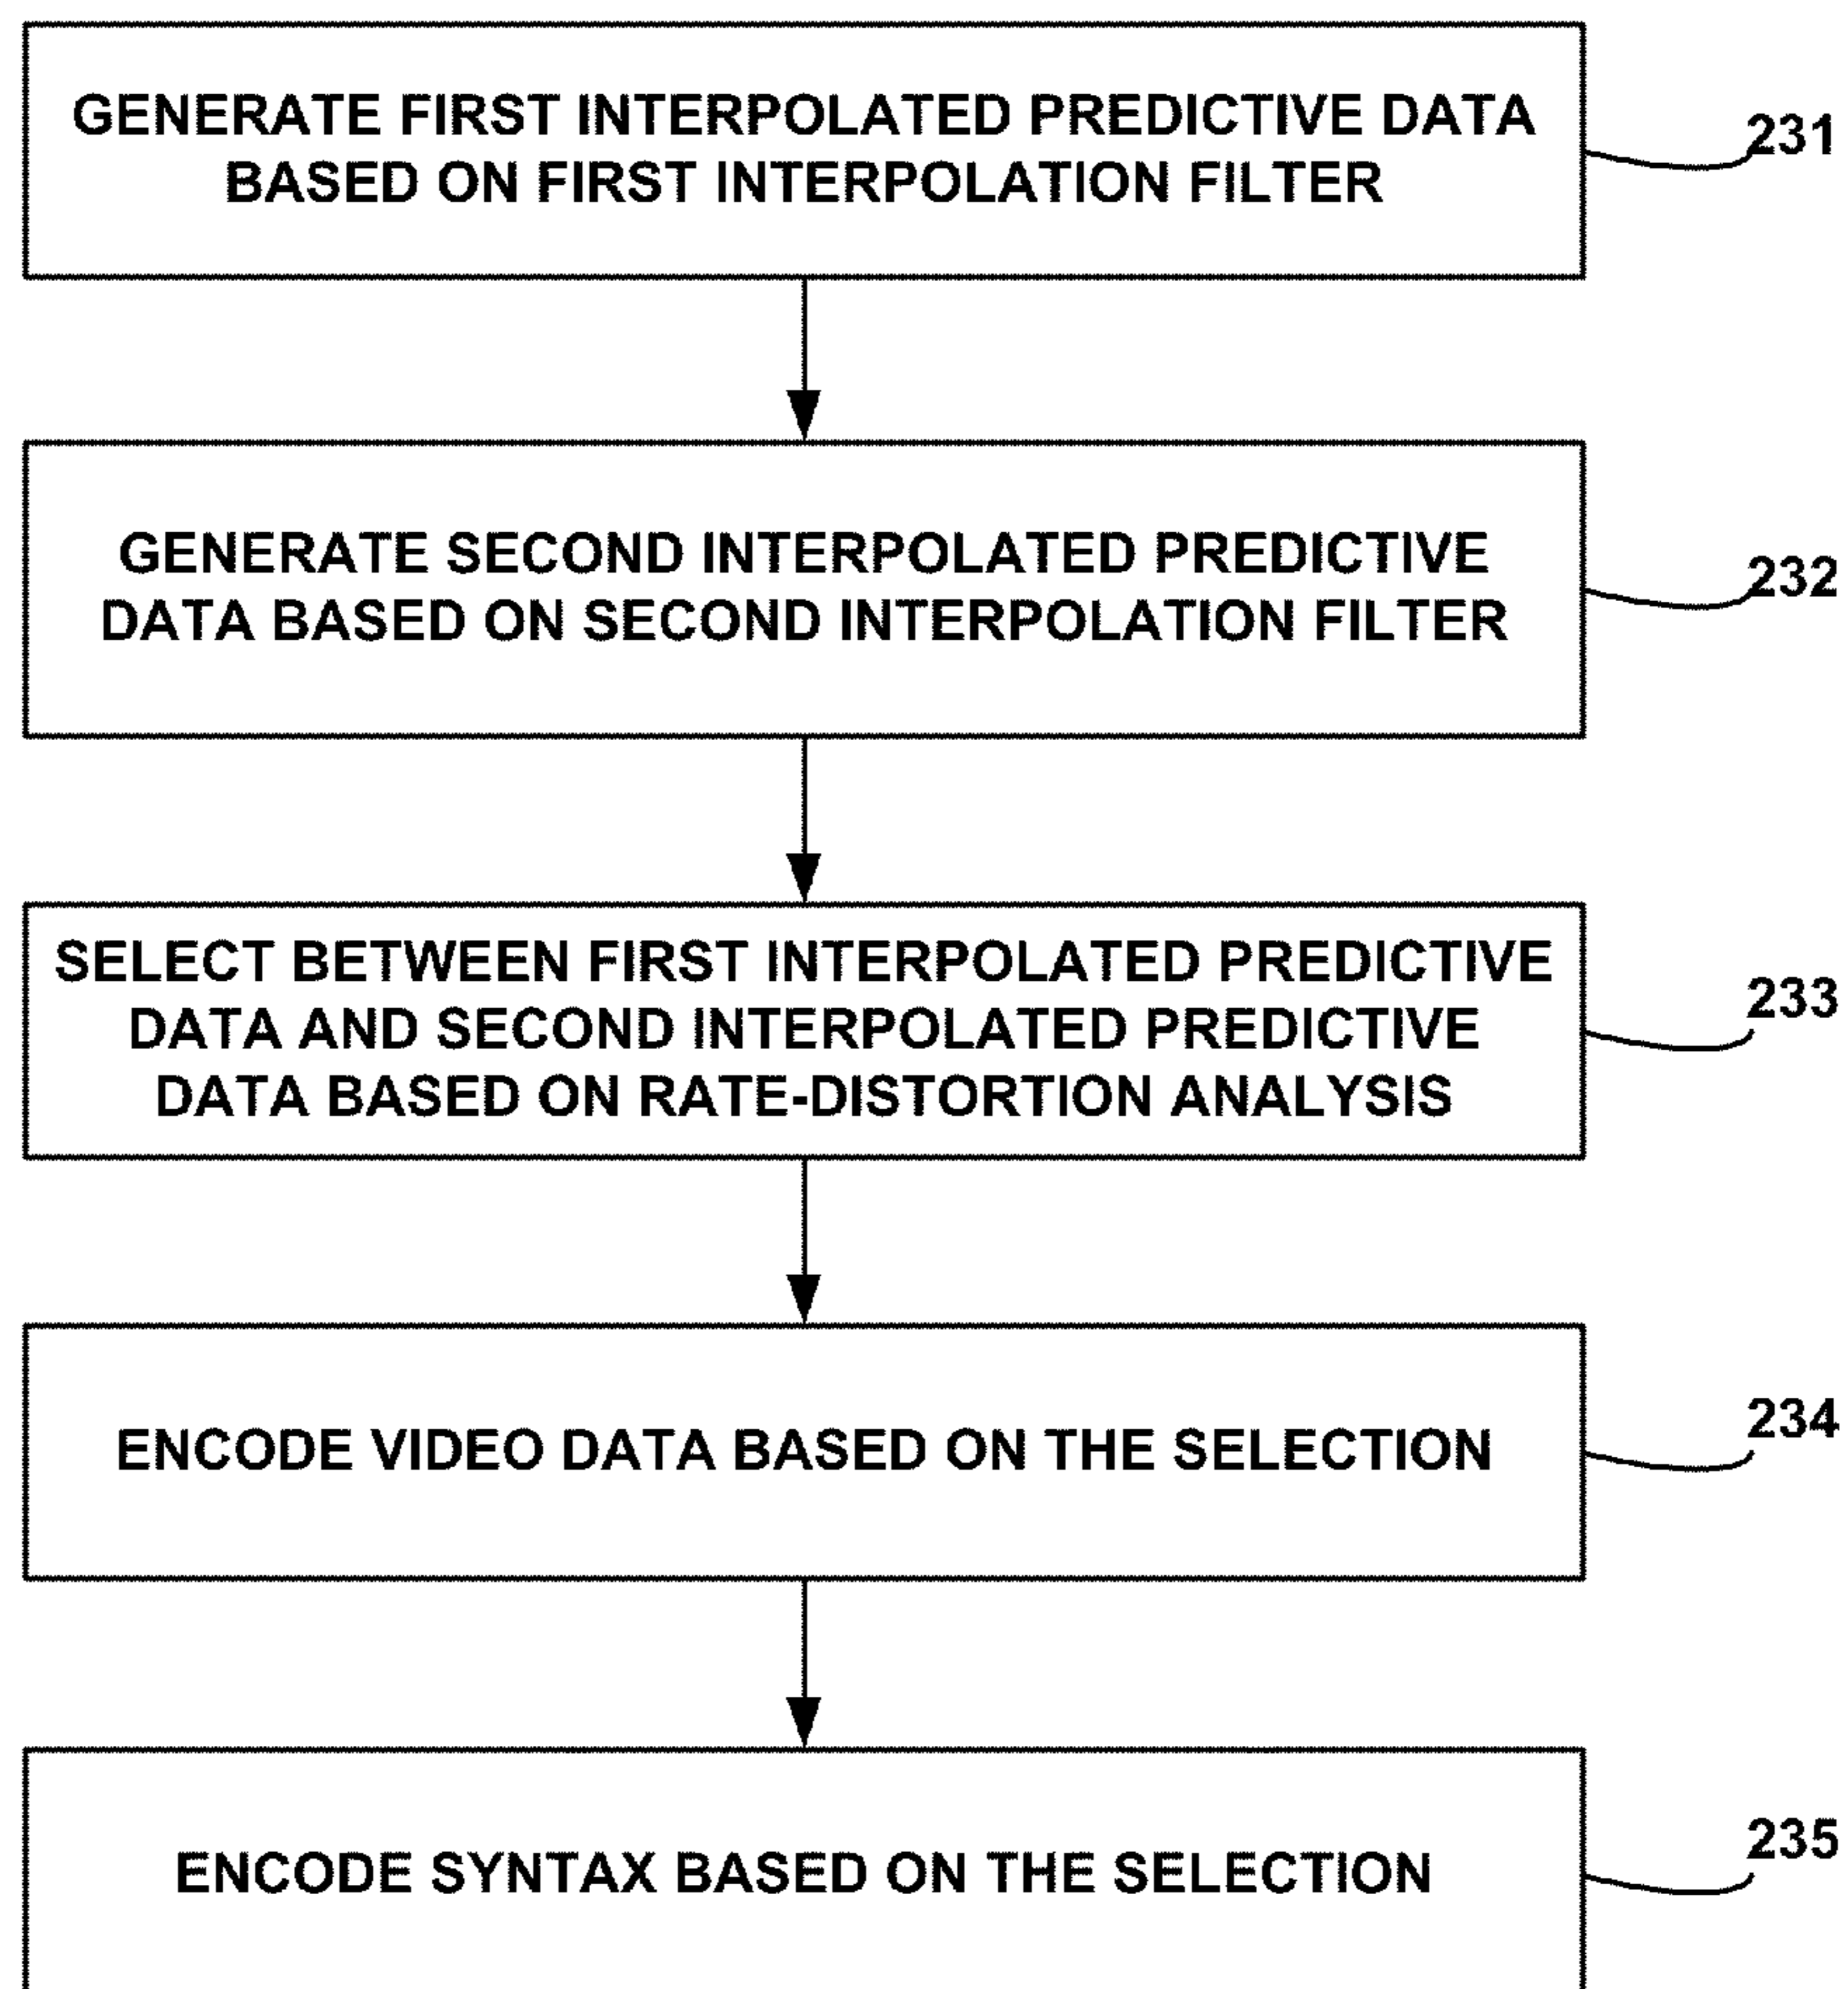 GENERATE FIRST INTERPOLATED PREDICTIVE DATA
BASED ON FIRST INTERPOLATION FILTER
231
GENERATE SECOND INTERPOLATED PREDICTIVE
DATA BASED ON SECOND INTERPOLATION FILTER
232
SELECT BETWEEN FIRST INTERPOLATED PREDICTIVE
DATA AND SECOND INTERPOLATED PREDICTIVE
DATA BASED ON RATE-DISTORTION ANALYSIS
233
ENCODE VIDEO DATA BASED ON THE SELECTION
234
ENCODE SYNTAX BASED ON THE SELECTION
235